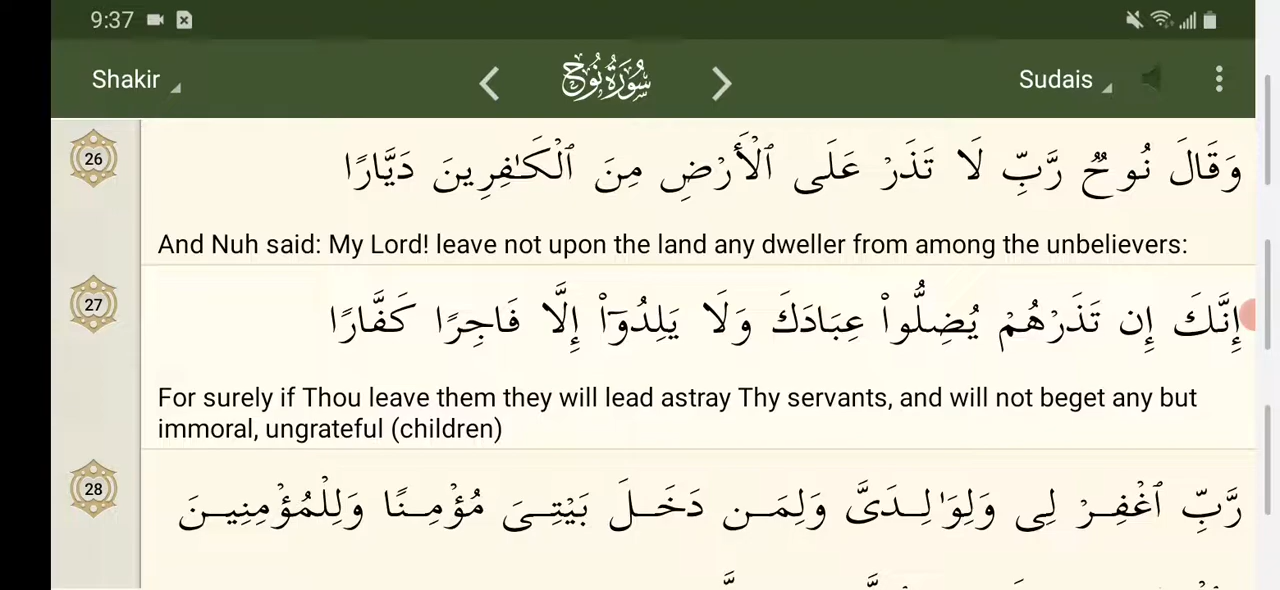 9:37
Shakir
سُورَةُ نُوحٍ
Sudais
26
وَقَالَ نُوحٌ رَّبِّ لَا تَذَرْ عَلَى ٱلْأَرْضِ مِنَ ٱلْكَـٰفِرِينَ دَيَّارًا
And Nuh said: My Lord! leave not upon the land any dweller from among the unbelievers:
27
إِنَّكَ إِن تَذَرْهُمْ يُضِلُّوا۟ عِبَادَكَ وَلَا يَلِدُوٓا۟ إِلَّا فَاجِرًا كَفَّارًا
For surely if Thou leave them they will lead astray Thy servants, and will not beget any but
immoral, ungrateful (children)
28
رَّبِّ ٱغْفِرْ لِى وَلِوَٰلِدَىَّ وَلِمَن دَخَلَ بَيْتِىَ مُؤْمِنًا وَلِلْمُؤْمِنِينَ